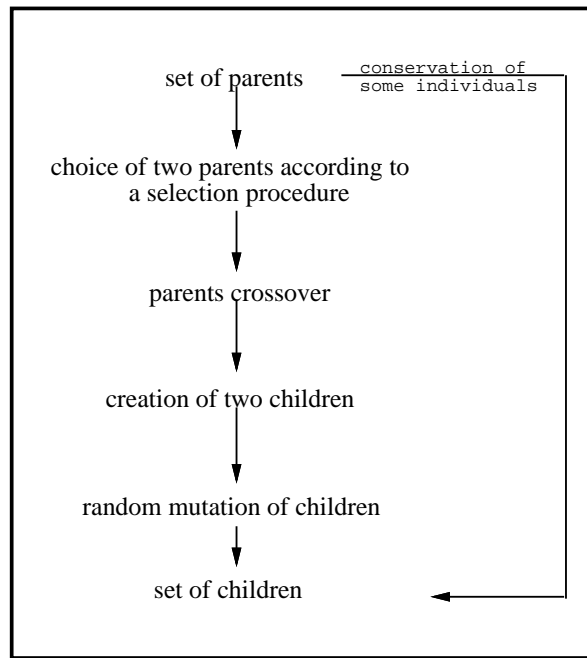 set of parents
conservation of
some individuals
choice of two parents according to
a selection procedure
parents crossover
creation of two children
random mutation of children
set of children